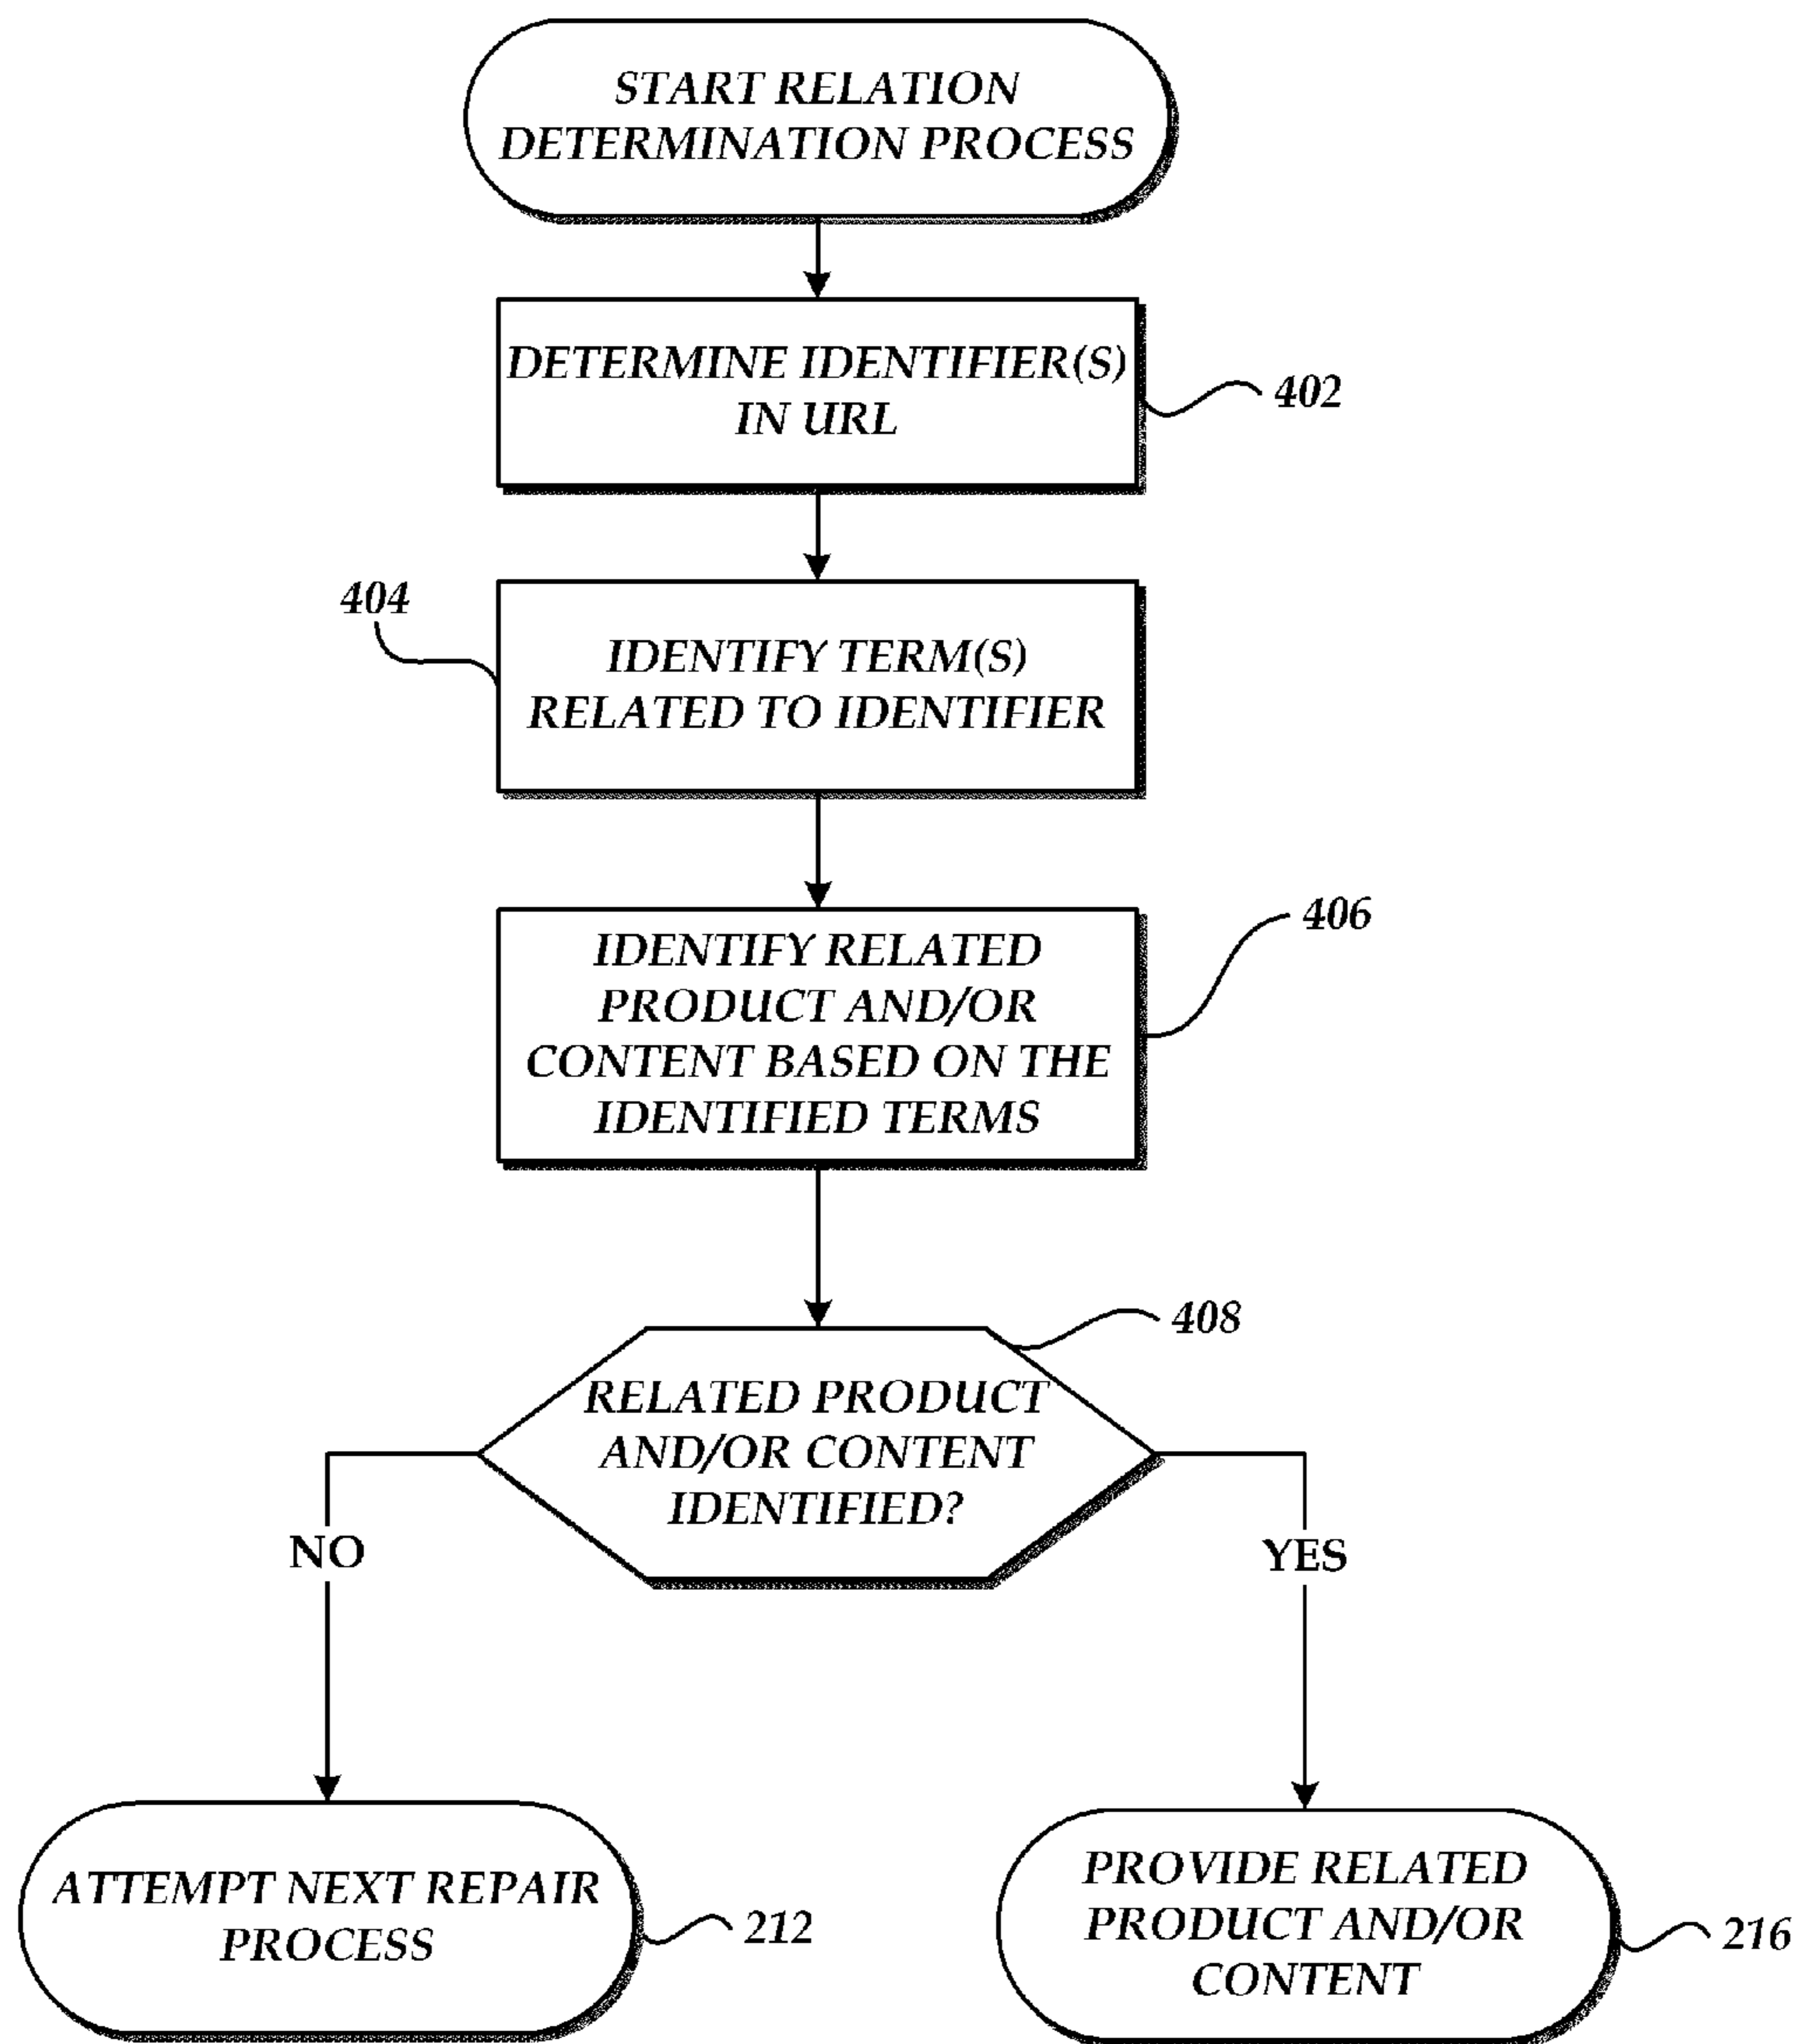 START RELATION
DETERMINATION PROCESS
DETERMINE IDENTIFIER(S)
IN URL
402
404
IDENTIFY TERM(S)
RELATED TO IDENTIFIER
406
IDENTIFY RELATED
PRODUCT AND/OR
CONTENT BASED ON THE
IDENTIFIED TERMS
408
RELATED PRODUCT
AND/OR CONTENT
IDENTIFIED?
NO
YES
ATTEMPT NEXT REPAIR
PROCESS
212
PROVIDE RELATED
PRODUCT AND/OR
CONTENT
216